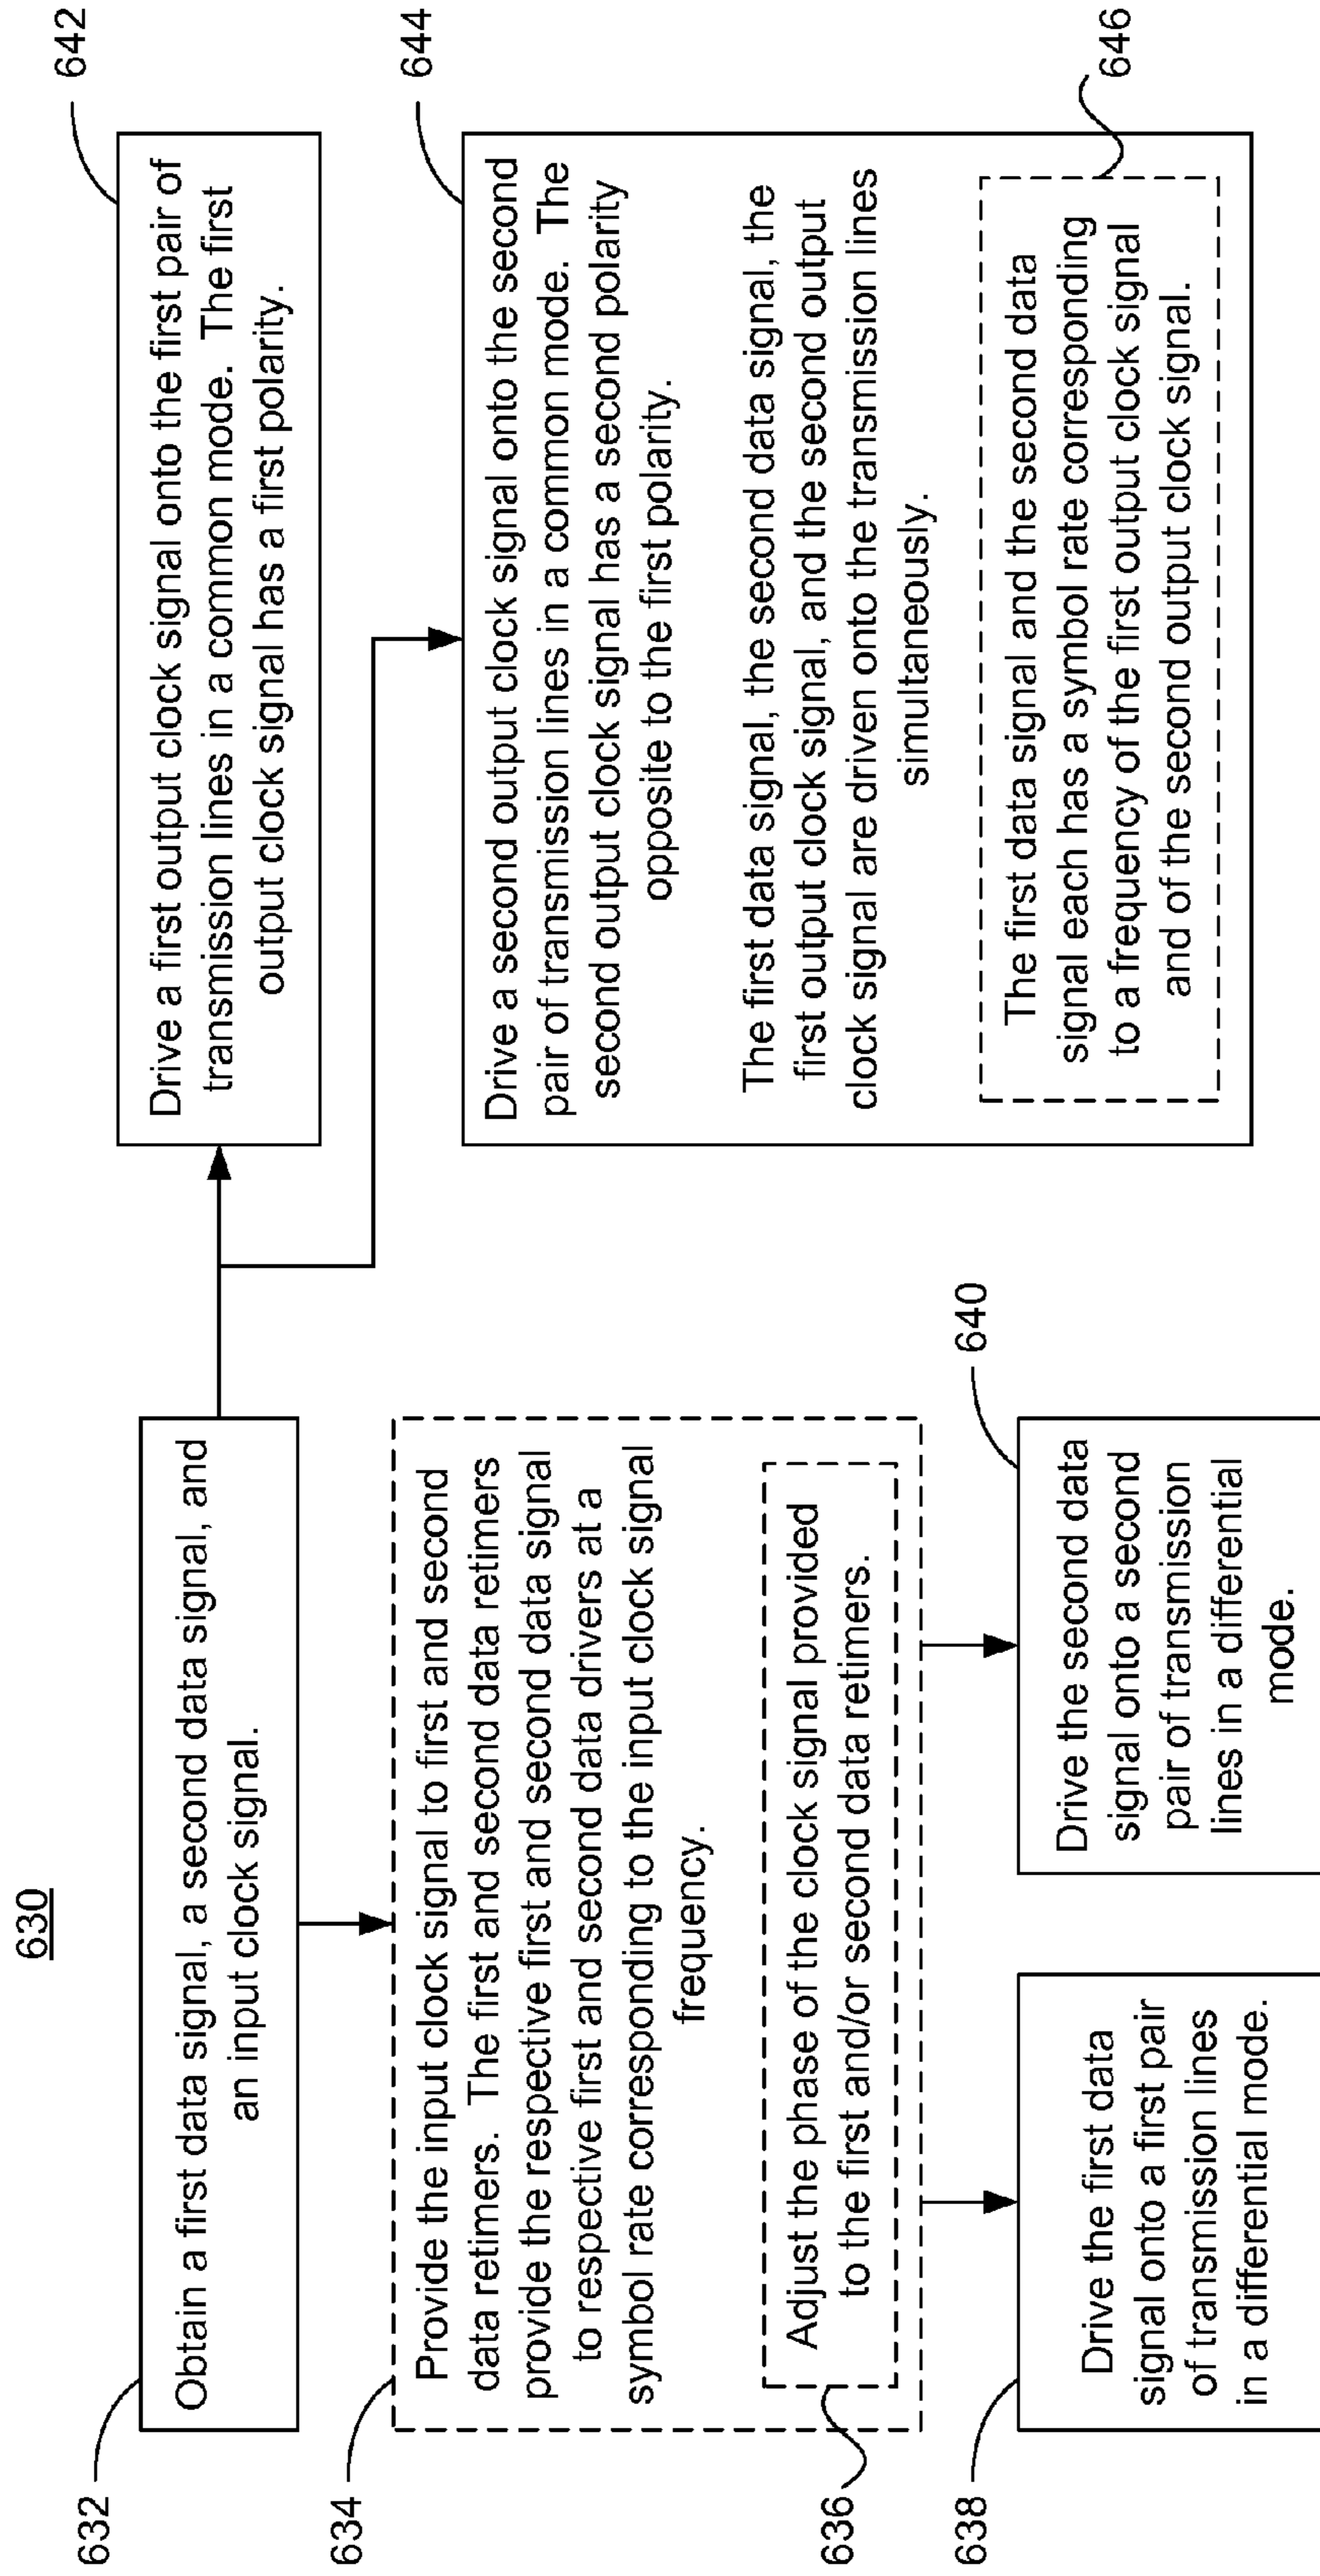 630
632
Obtain a first data signal, a second data signal, and
an input clock signal.
634
Provide the input clock signal to first and second
data retimers.  The first and second data retimers
provide the respective first and second data signal
to respective first and second data drivers at a
symbol rate corresponding to the input clock signal
frequency.
636
Adjust the phase of the clock signal provided
to the first and/or second data retimers.
638
Drive the first data
signal onto a first pair
of transmission lines
in a differential mode.
640
Drive the second data
signal onto a second
pair of transmission
lines in a differential
mode.
642
Drive a first output clock signal onto the first pair of
transmission lines in a common mode.  The first
output clock signal has a first polarity.
644
Drive a second output clock signal onto the second
pair of transmission lines in a common mode.  The
second output clock signal has a second polarity
opposite to the first polarity.
The first data signal, the second data signal, the
first output clock signal, and the second output
clock signal are driven onto the transmission lines
simultaneously.
646
The first data signal and the second data
signal each has a symbol rate corresponding
to a frequency of the first output clock signal
and of the second output clock signal.